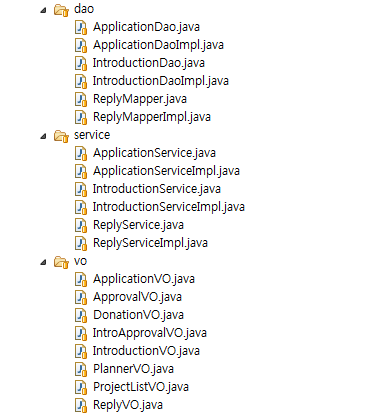 dao
ApplicationDao.java
ApplicationDaoImpl.java
IntroductionDao.java
IntroductionDaoImpl.java
ReplyMapper.java
ReplyMapperImpl.java
service
ApplicationService.java
ApplicationServiceImpl.java
IntroductionService.java
IntroductionServiceImpl.java
ReplyService.java
ReplyServiceImpl.java
vo
ApplicationVO.java
ApprovalVO.java
DonationVO.java
IntroApprovalVO.java
IntroductionVO.java
PlannerVO.java
ProjectListVO.java
ReplyVO.java